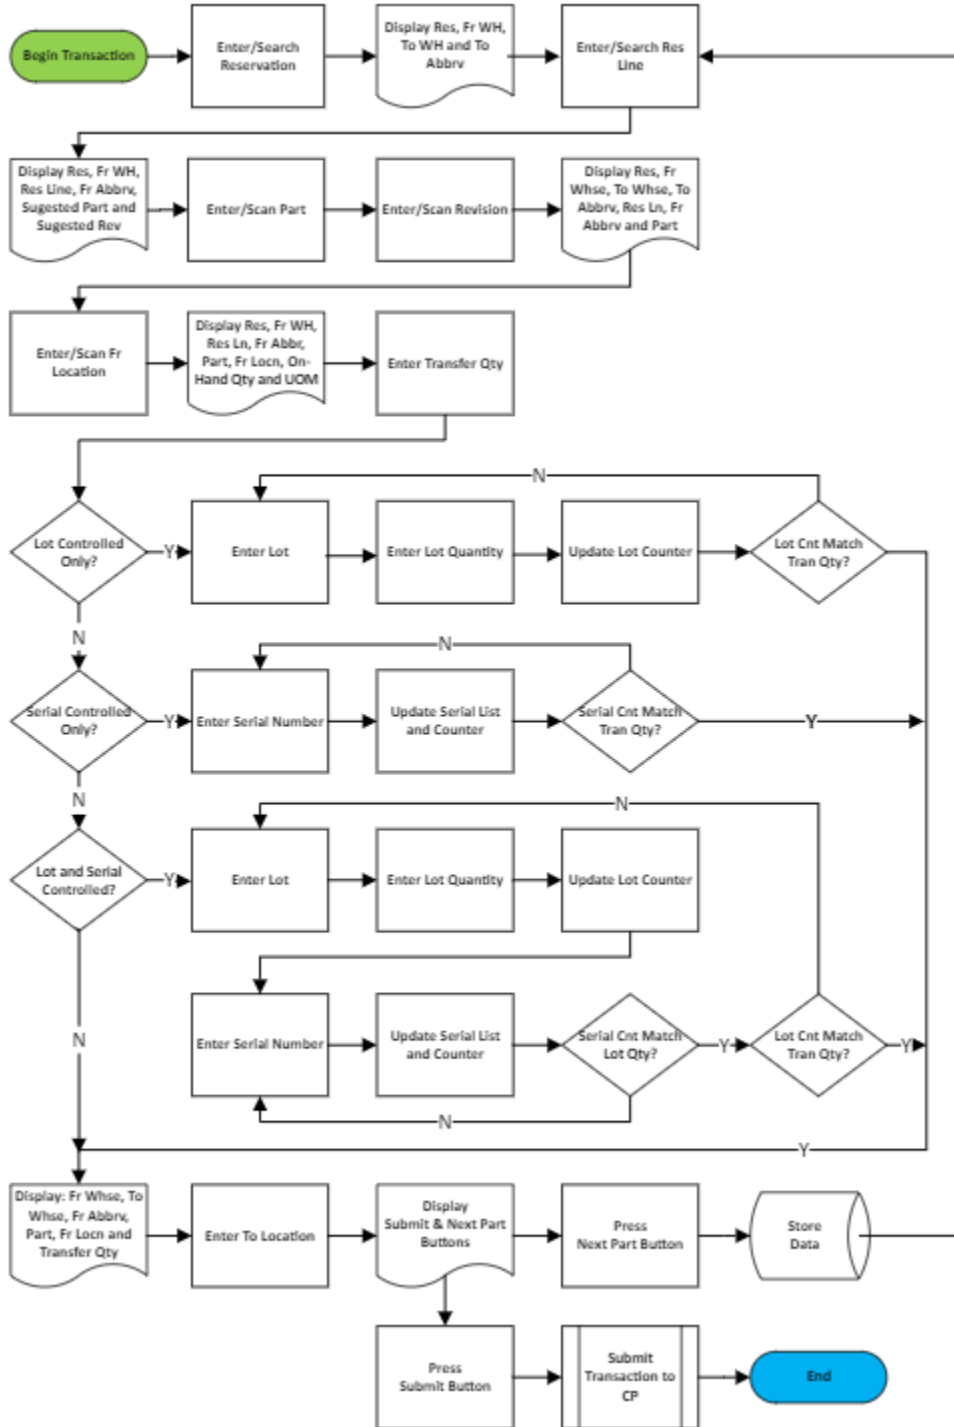 Begin Transaction
Enter/Search
Reservation
Display Res, Fr WH,
To WH and To
Abbrv
Enter/Search Res
Line
Display Res, Fr WH,
Res Line, Fr Abbrv,
Sugested Part and
Sugested Rev
Enter/Scan Part
Enter/Scan Revision
Display Res, Fr
Whse, To Whse, To
Abbrv, Res Ln, Fr
Abbrv and Part
Enter/Scan Fr
Location
Display Res, Fr WH,
Res Ln, Fr Abbr,
Part, Fr Locn, On-
Hand Qty and UOM
Enter Transfer Qty
N
Lot Controlled
Only?
Y
Enter Lot
Enter Lot Quantity
Update Lot Counter
Lot Cnt Match
Tran Qty?
N
N
Serial Controlled
Only?
Y
Enter Serial Number
Update Serial List
and Counter
Serial Cnt Match
Tran Qty?
Y
N
N
Lot and Serial
Controlled?
Y
Enter Lot
Enter Lot Quantity
Update Lot Counter
N
Enter Serial Number
Update Serial List
and Counter
Serial Cnt Match
Lot Qty?
Y
Lot Cnt Match
Tran Qty?
Y
N
Y
Display: Fr Whse, To
Whse, Fr Abbrv,
Part, Fr Locn and
Transfer Qty
Enter To Location
Display
Submit & Next Part
Buttons
Press
Next Part Button
Store
Data
Press
Submit Button
Submit
Transaction to
CP
End